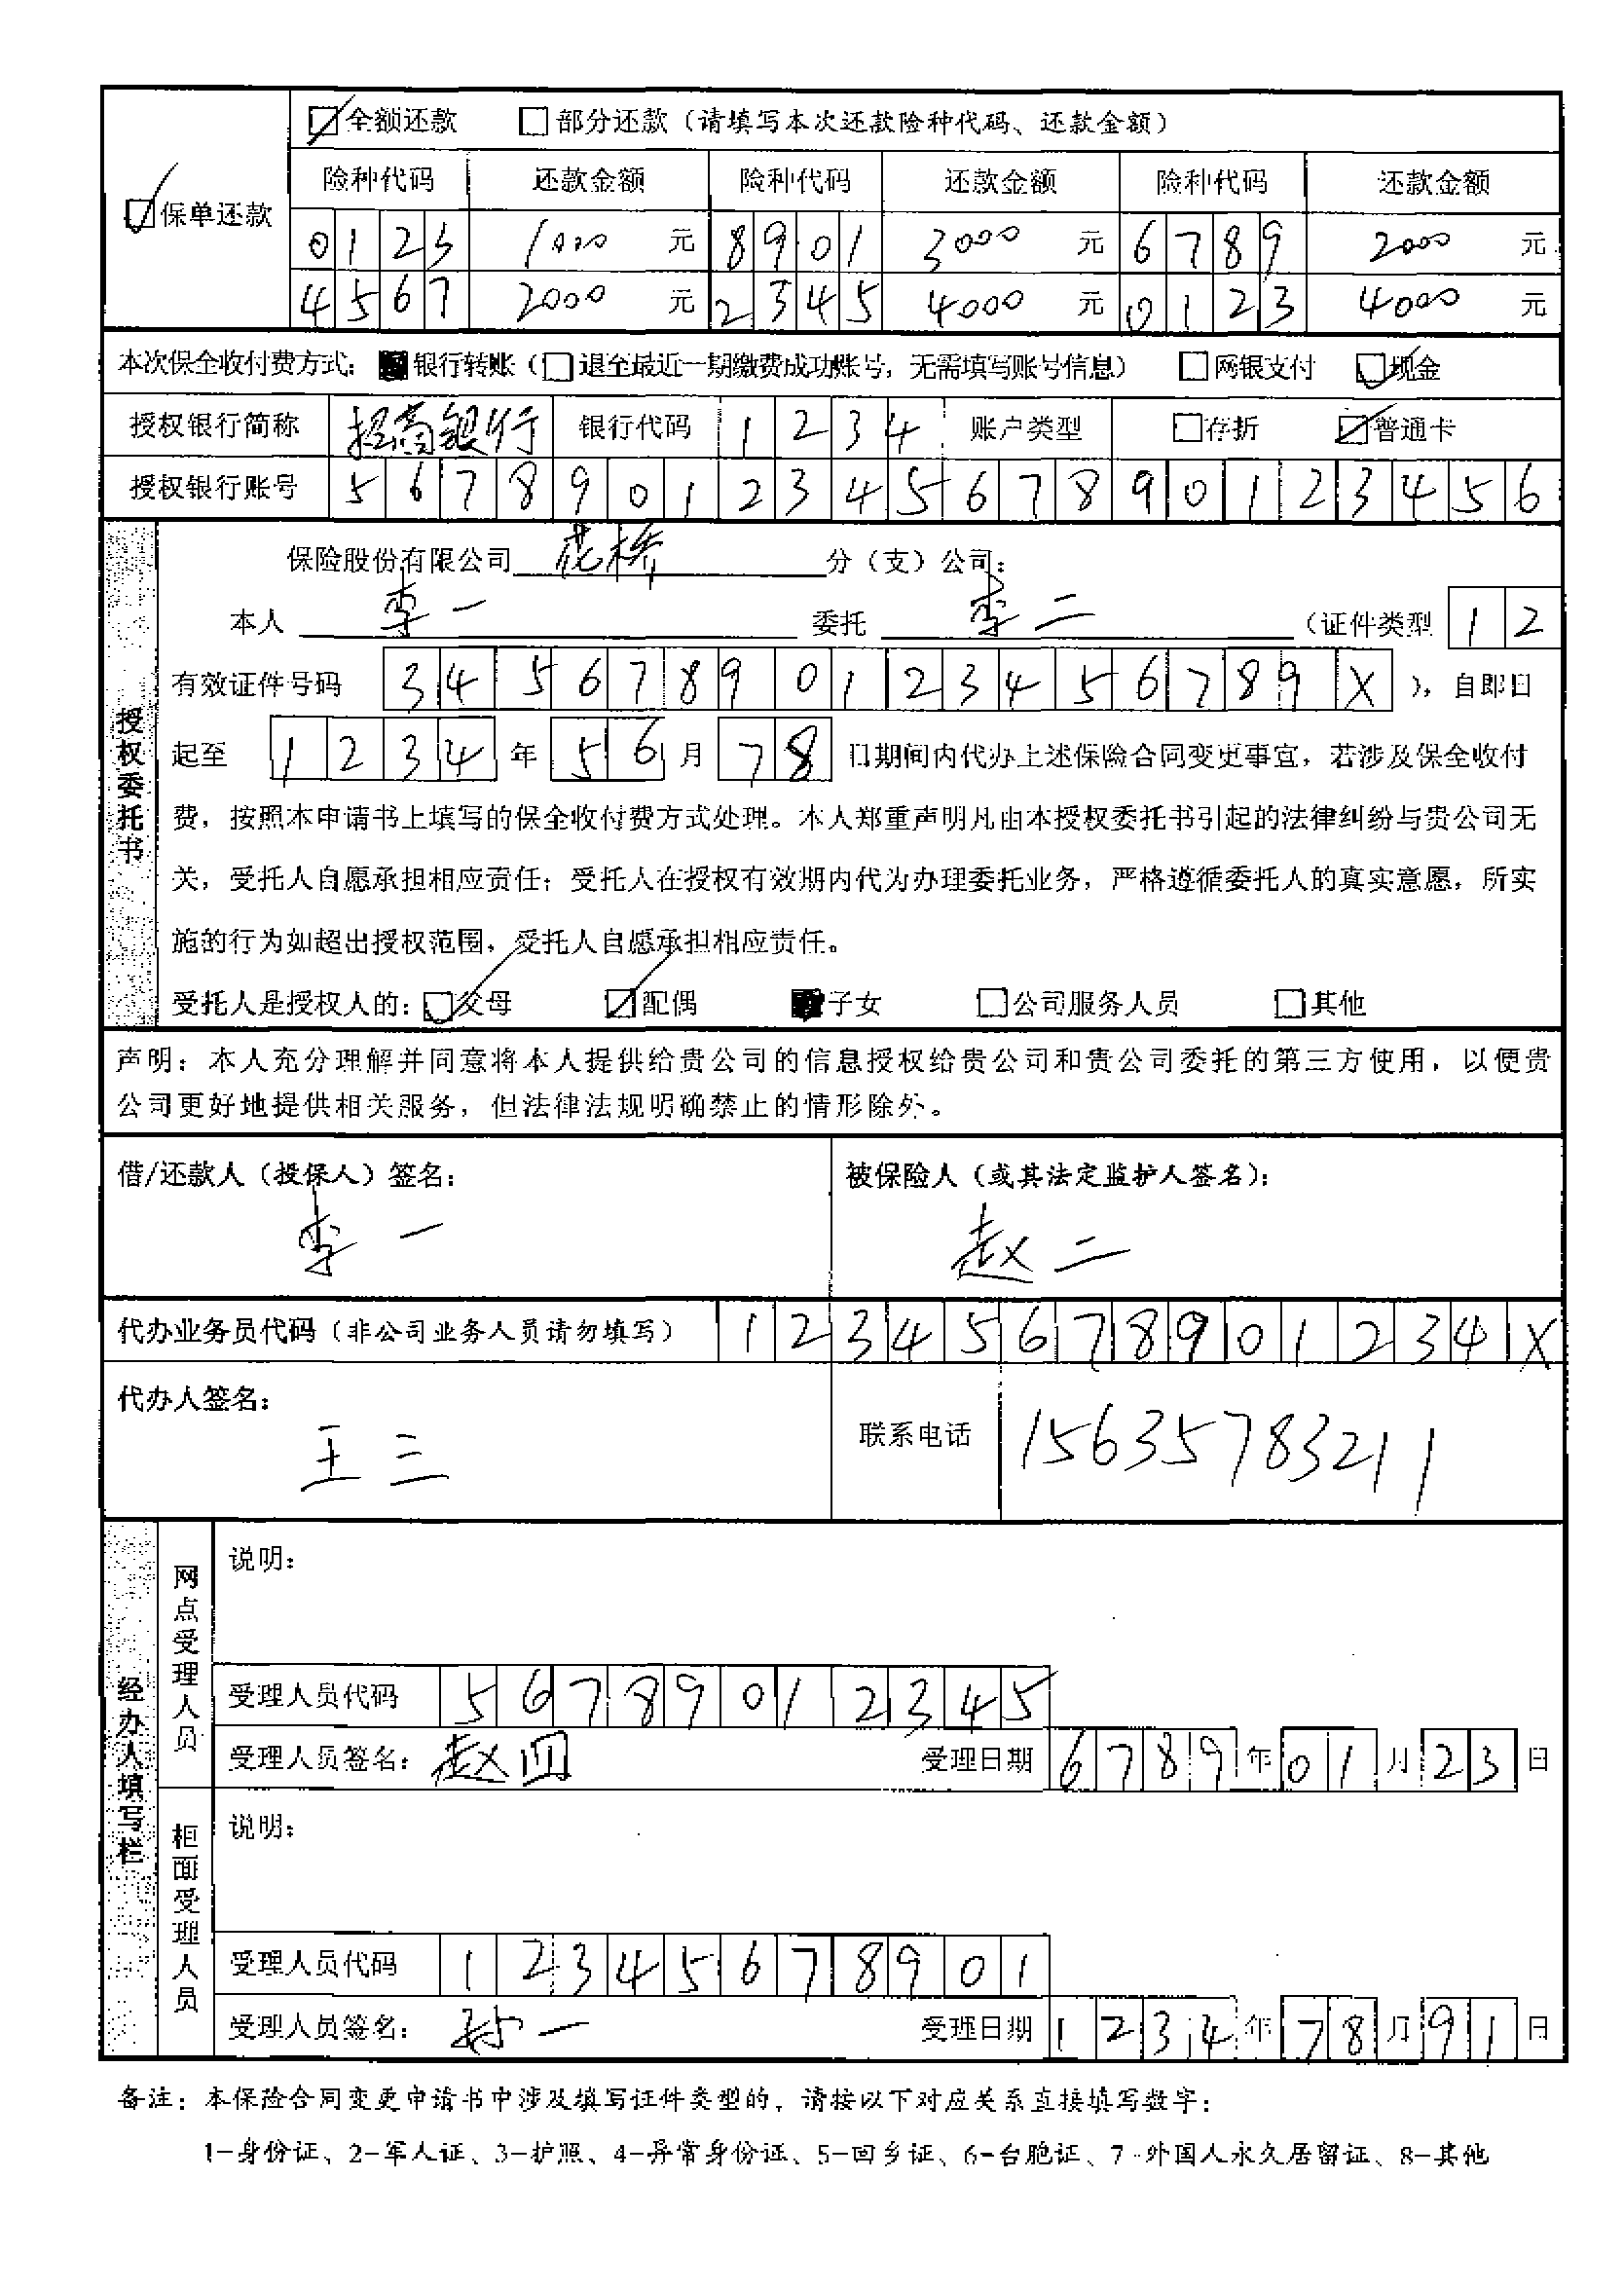 ☑全额还款 ☐部分还款（请填写本次还款险种代码、还款金额）
☑保单还款
险种代码 还款金额 险种代码 还款金额 险种代码 还款金额
0123 1000 元 8901 3000 元 6789 2000 元
4567 2000 元 2345 4000 元 0123 4000 元
本次保全收付费方式：■银行转账（☐退至最近一期缴费成功账号，无需填写账号信息） ☐网银支付 ☑现金
授权银行简称 招商银行 银行代码 1234 账户类型 ☐存折 ☑普通卡
授权银行账号 5678901234567890123456
授权委托书
保险股份有限公司 花桥 分（支）公司：
本人 李一 委托 李二 （证件类型 12
有效证件号码 34567890123456789X ），自即日
起至 1234 年 56 月 78 日期间内代办上述保险合同变更事宜，若涉及保全收付
费，按照本申请书上填写的保全收付费方式处理。本人郑重声明凡由本授权委托书引起的法律纠纷与贵公司无
关，受托人自愿承担相应责任；受托人在授权有效期内代为办理委托业务，严格遵循委托人的真实意愿，所实
施的行为如超出授权范围，受托人自愿承担相应责任。
受托人是授权人的：☑父母 ☑配偶 ■子女 ☐公司服务人员 ☐其他
声明：本人充分理解并同意将本人提供给贵公司的信息授权给贵公司和贵公司委托的第三方使用，以便贵
公司更好地提供相关服务，但法律法规明确禁止的情形除外。
借/还款人（投保人）签名： 被保险人（或其法定监护人签名）：
李一 赵二
代办业务员代码（非公司业务人员请勿填写） 12345678901234X
代办人签名： 王三 联系电话 15635783211
经办人填写栏
网点受理人员
说明：
受理人员代码 56789012345
受理人员签名：赵四 受理日期 6789 年 01 月 23 日
柜面受理人员
说明：
受理人员代码 12345678901
受理人员签名：孙一 受理日期 1234 年 78 月 91 日
备注：本保险合同变更申请书中涉及填写证件类型的，请按以下对应关系直接填写数字：
1-身份证、2-军人证、3-护照、4-异常身份证、5-回乡证、6-台胞证、7-外国人永久居留证、8-其他